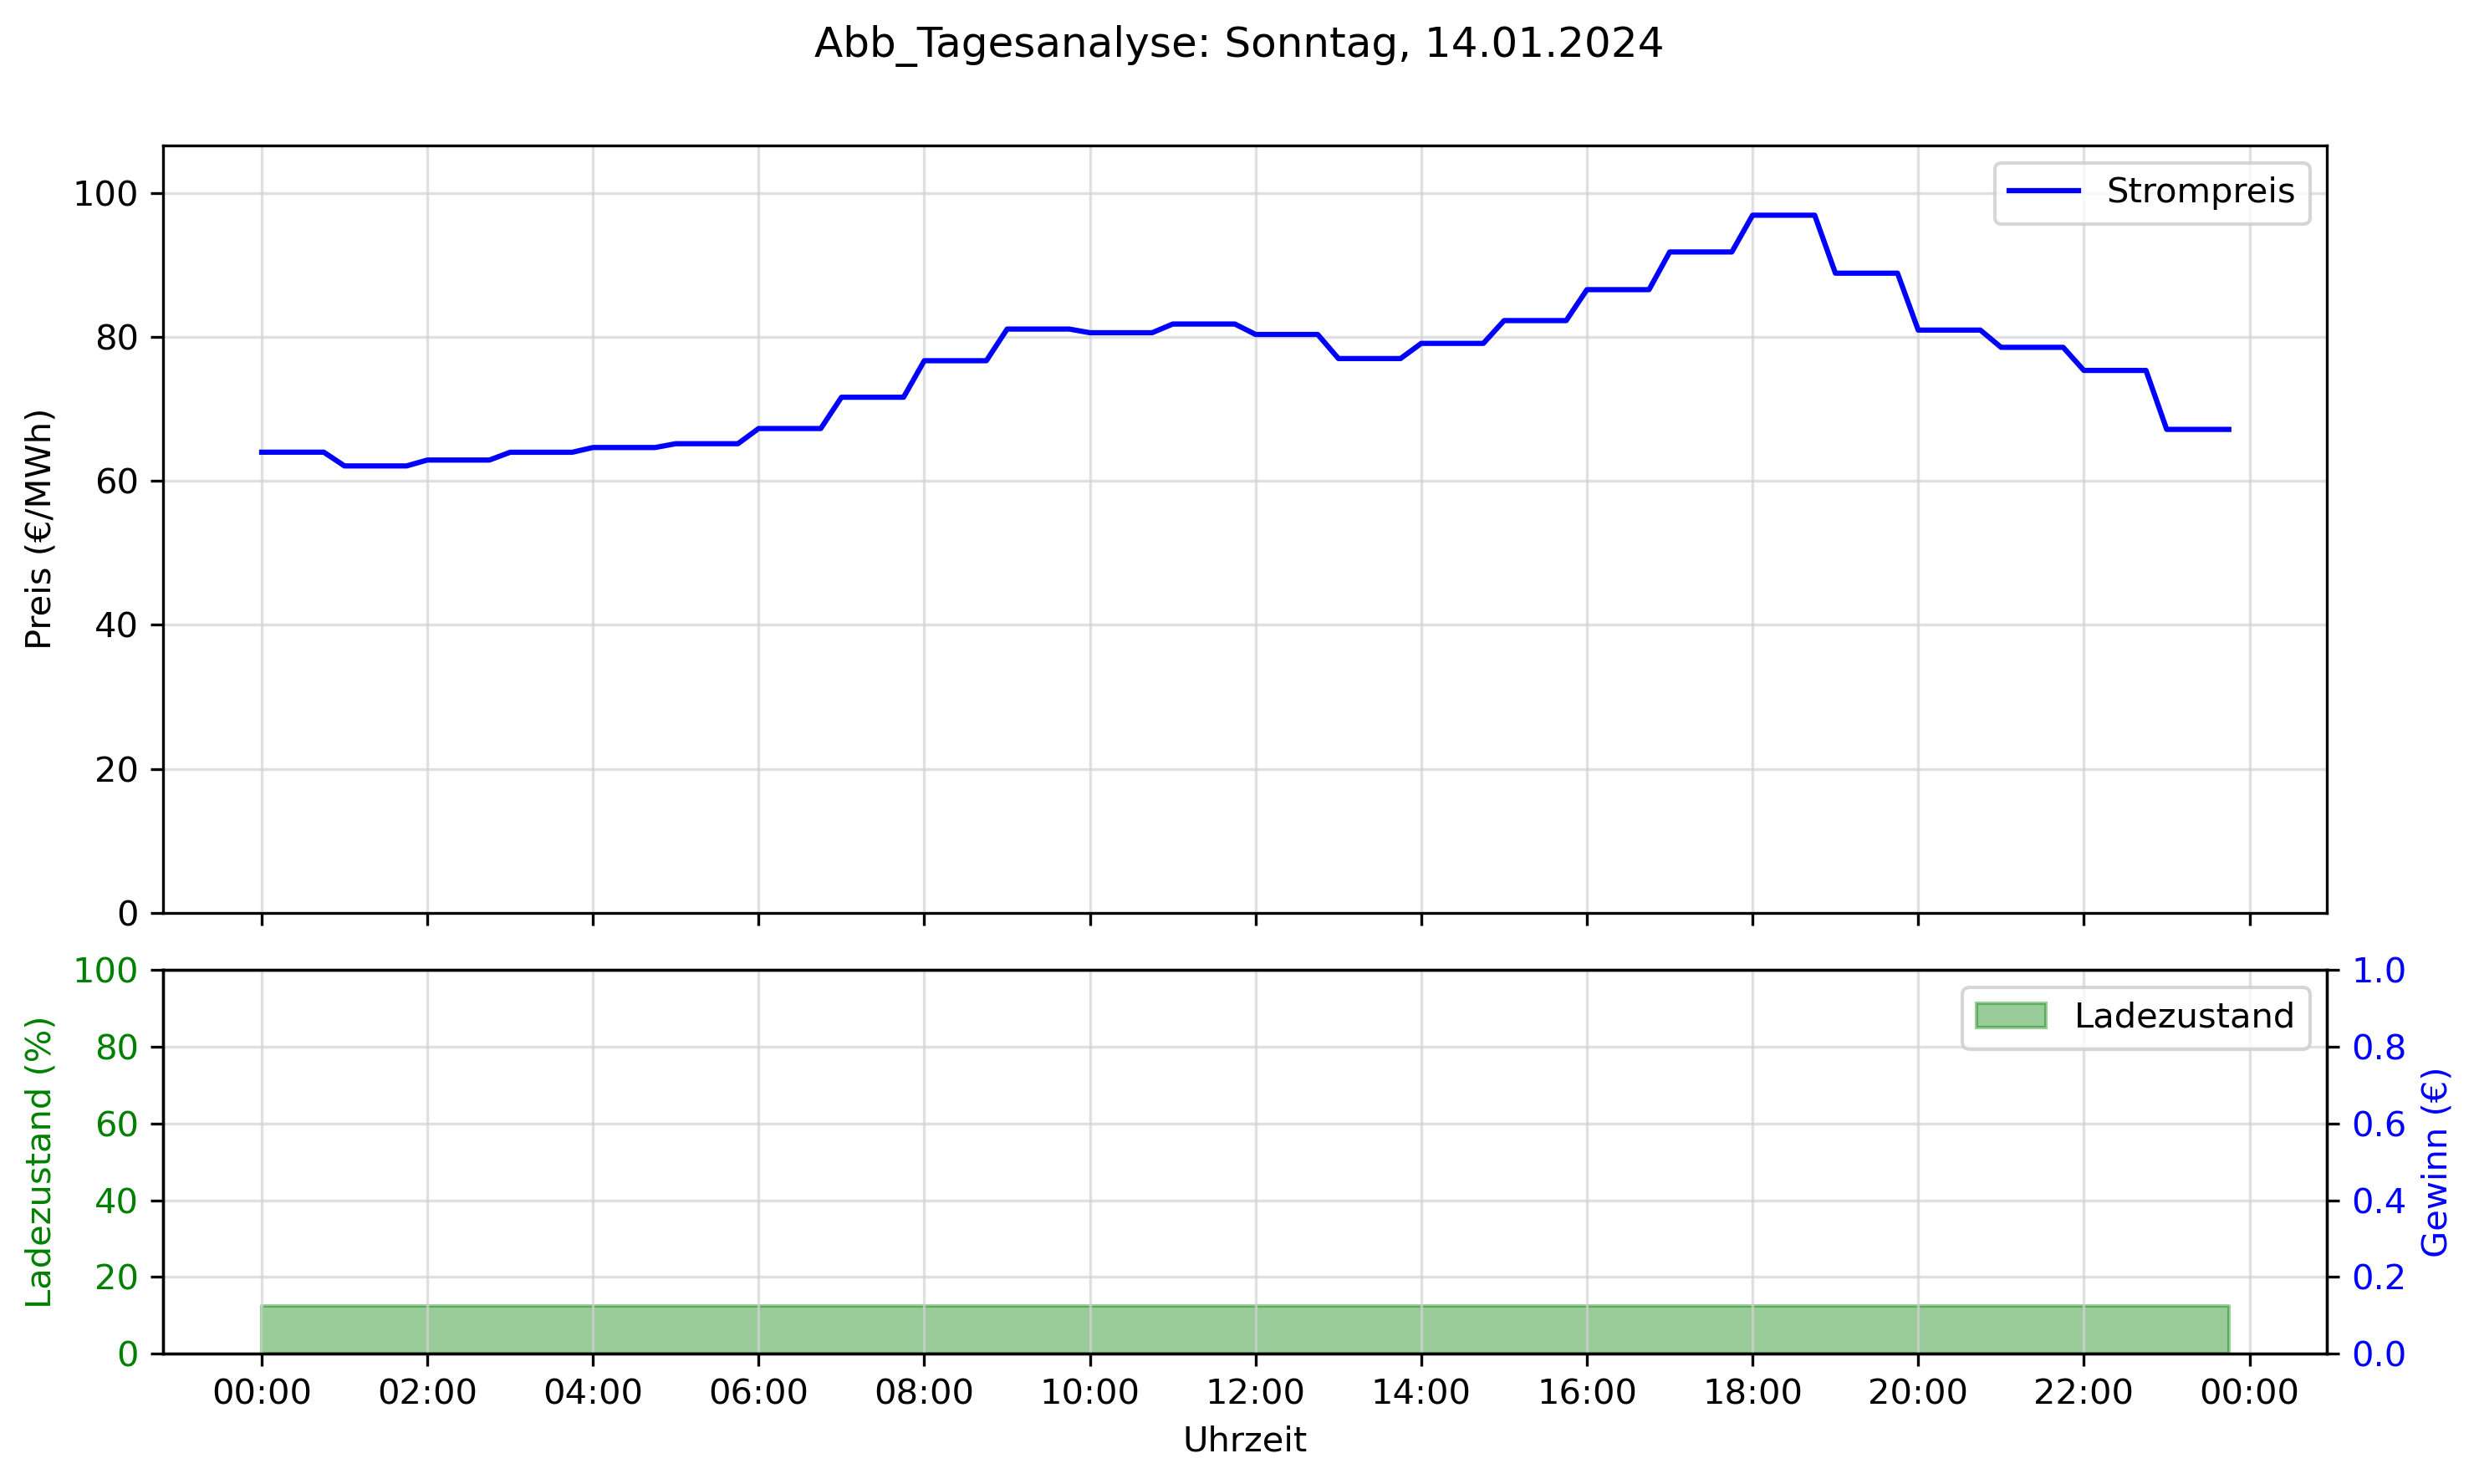 Abb_Tagesanalyse: Sonntag, 14.01.2024
Strompreis
Preis (€/MWh)
100
80
60
40
20
0
Ladezustand
Ladezustand (%)
100
80
60
40
20
0
Gewinn (€)
1.0
0.8
0.6
0.4
0.2
0.0
00:00 02:00 04:00 06:00 08:00 10:00 12:00 14:00 16:00 18:00 20:00 22:00 00:00
Uhrzeit